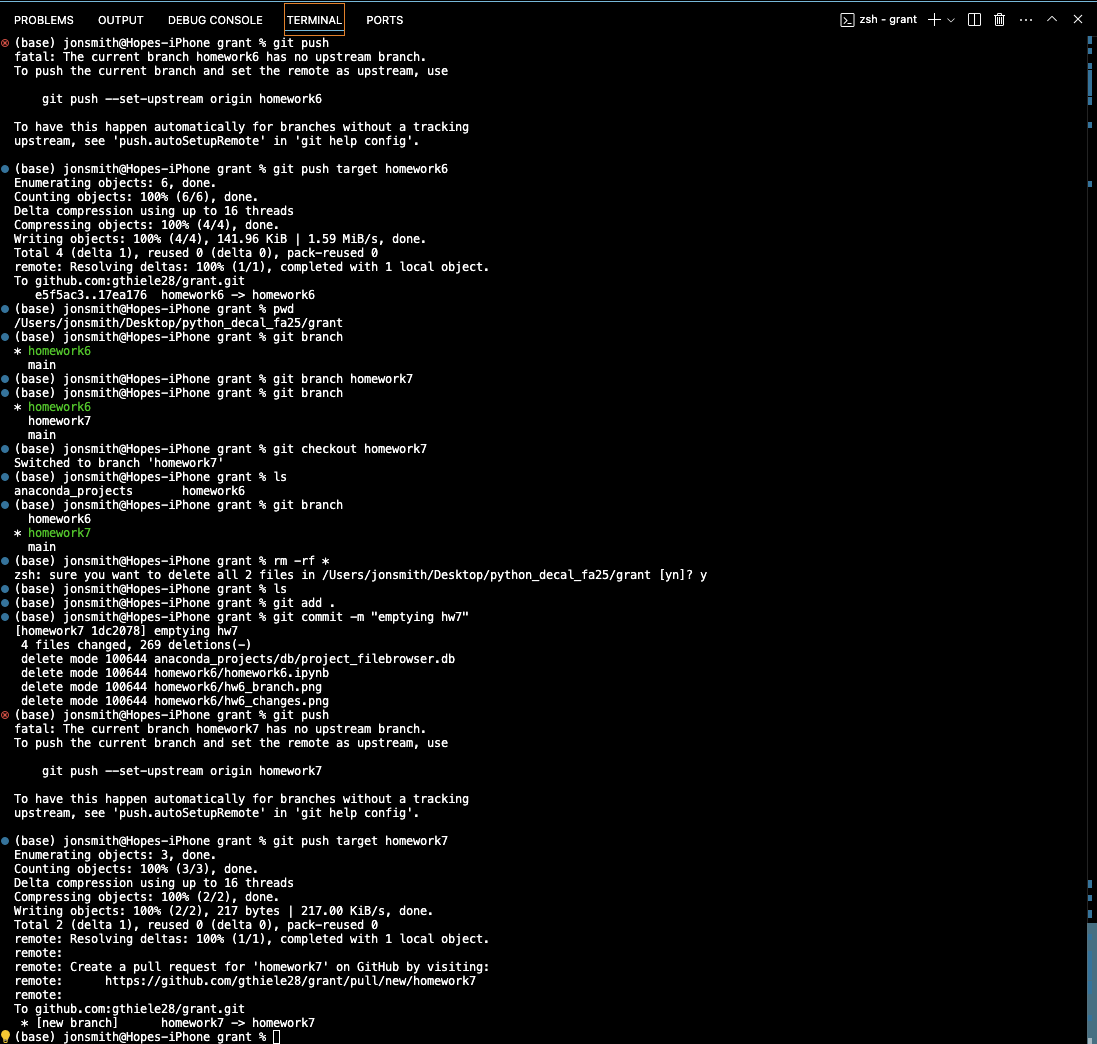 PROBLEMS OUTPUT DEBUG CONSOLE TERMINAL PORTS zsh - grant
(base) jonsmith@Hopes-iPhone grant % git push
fatal: The current branch homework6 has no upstream branch.
To push the current branch and set the remote as upstream, use
git push --set-upstream origin homework6
To have this happen automatically for branches without a tracking
upstream, see 'push.autoSetupRemote' in 'git help config'.
(base) jonsmith@Hopes-iPhone grant % git push target homework6
Enumerating objects: 6, done.
Counting objects: 100% (6/6), done.
Delta compression using up to 16 threads
Compressing objects: 100% (4/4), done.
Writing objects: 100% (4/4), 141.96 KiB | 1.59 MiB/s, done.
Total 4 (delta 1), reused 0 (delta 0), pack-reused 0
remote: Resolving deltas: 100% (1/1), completed with 1 local object.
To github.com:gthiele28/grant.git
e5f5ac3..17ea176  homework6 -> homework6
(base) jonsmith@Hopes-iPhone grant % pwd
/Users/jonsmith/Desktop/python_decal_fa25/grant
(base) jonsmith@Hopes-iPhone grant % git branch
* homework6
main
(base) jonsmith@Hopes-iPhone grant % git branch homework7
(base) jonsmith@Hopes-iPhone grant % git branch
* homework6
homework7
main
(base) jonsmith@Hopes-iPhone grant % git checkout homework7
Switched to branch 'homework7'
(base) jonsmith@Hopes-iPhone grant % ls
anaconda_projects homework6
(base) jonsmith@Hopes-iPhone grant % git branch
homework6
* homework7
main
(base) jonsmith@Hopes-iPhone grant % rm -rf *
zsh: sure you want to delete all 2 files in /Users/jonsmith/Desktop/python_decal_fa25/grant [yn]? y
(base) jonsmith@Hopes-iPhone grant % ls
(base) jonsmith@Hopes-iPhone grant % git add .
(base) jonsmith@Hopes-iPhone grant % git commit -m "emptying hw7"
[homework7 1dc2078] emptying hw7
4 files changed, 269 deletions(-)
delete mode 100644 anaconda_projects/db/project_filebrowser.db
delete mode 100644 homework6/homework6.ipynb
delete mode 100644 homework6/hw6_branch.png
delete mode 100644 homework6/hw6_changes.png
(base) jonsmith@Hopes-iPhone grant % git push
fatal: The current branch homework7 has no upstream branch.
To push the current branch and set the remote as upstream, use
git push --set-upstream origin homework7
To have this happen automatically for branches without a tracking
upstream, see 'push.autoSetupRemote' in 'git help config'.
(base) jonsmith@Hopes-iPhone grant % git push target homework7
Enumerating objects: 3, done.
Counting objects: 100% (3/3), done.
Delta compression using up to 16 threads
Compressing objects: 100% (2/2), done.
Writing objects: 100% (2/2), 217 bytes | 217.00 KiB/s, done.
Total 2 (delta 1), reused 0 (delta 0), pack-reused 0
remote: Resolving deltas: 100% (1/1), completed with 1 local object.
remote:
remote: Create a pull request for 'homework7' on GitHub by visiting:
remote:      https://github.com/gthiele28/grant/pull/new/homework7
remote:
To github.com:gthiele28/grant.git
* [new branch]      homework7 -> homework7
(base) jonsmith@Hopes-iPhone grant %